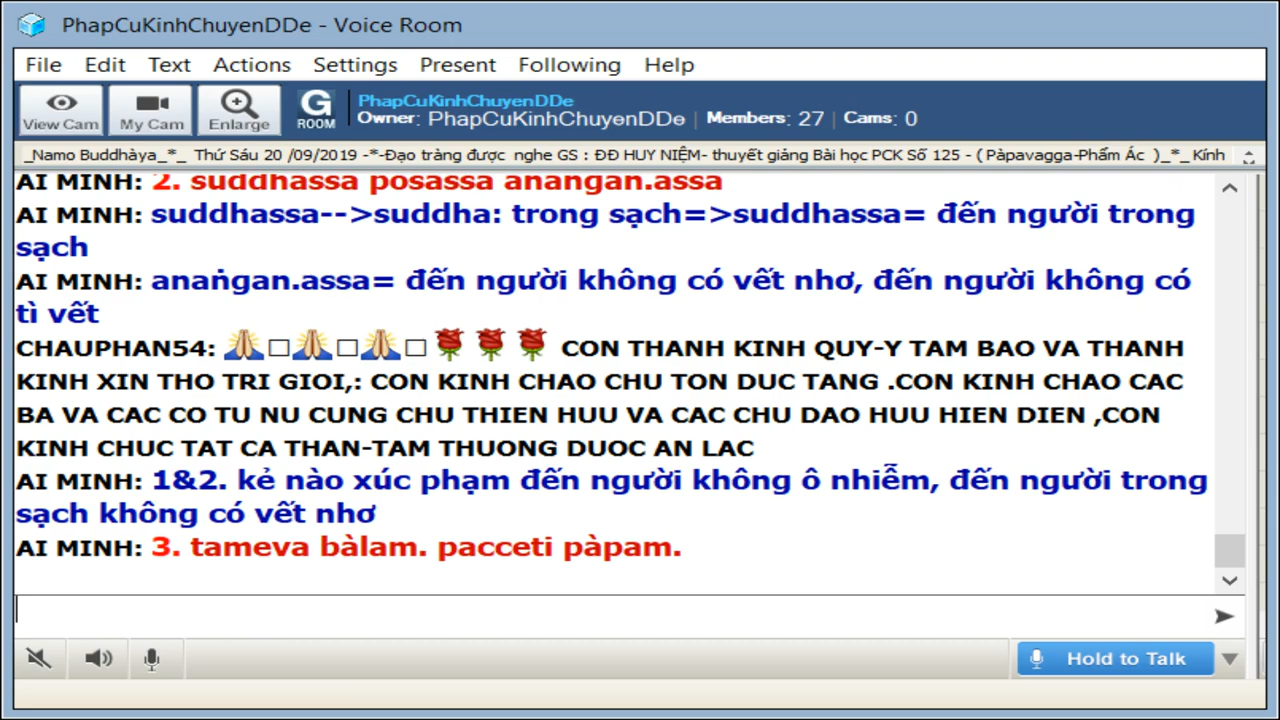 PhapCuKinhChuyenDDe - Voice Room
File Edit Text Actions Settings Present Following Help
View Cam My Cam Enlarge G ROOM
PhapCuKinhChuyenDDe
Owner: PhapCuKinhChuyenDDe | Members: 27 | Cams: 0
_Namo Buddhàya_*_ Thứ Sáu 20 /09/2019 -*-Đạo tràng được nghe GS : ĐĐ HUY NIỆM- thuyết giảng Bài học PCK Số 125 - ( Pàpavagga-Phẩm Ác )_*_ Kính
AI MINH: 2. suddhassa posassa anangan.assa
AI MINH: suddhassa-->suddha: trong sạch=>suddhassa= đến người trong
sạch
AI MINH: anaṅgan.assa= đến người không có vết nhơ, đến người không có
tì vết
CHAUPHAN54: 🙏□🙏□🙏□🌹🌹🌹 CON THANH KINH QUY-Y TAM BAO VA THANH
KINH XIN THO TRI GIOI,: CON KINH CHAO CHU TON DUC TANG .CON KINH CHAO CAC
BA VA CAC CO TU NU CUNG CHU THIEN HUU VA CAC CHU DAO HUU HIEN DIEN ,CON
KINH CHUC TAT CA THAN-TAM THUONG DUOC AN LAC
AI MINH: 1&2. kẻ nào xúc phạm đến người không ô nhiễm, đến người trong
sạch không có vết nhơ
AI MINH: 3. tameva bàlam. pacceti pàpam.
Hold to Talk